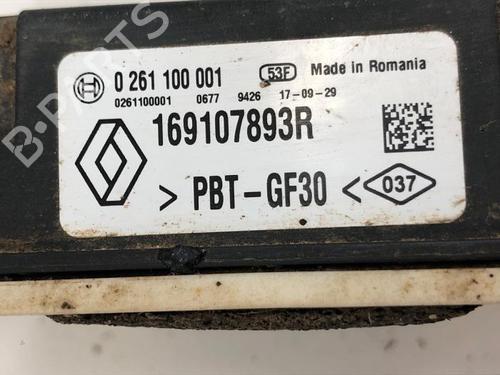 B-PARTS
0 261 100 001 53F Made in Romania
0261100001 0677 9426 17-09-29
169107893R
> PBT-GF30 < 037